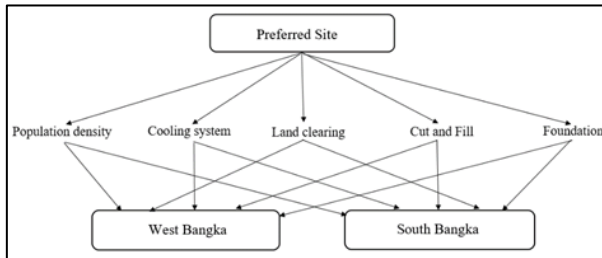 Preferred Site
Population density
Cooling system
Land clearing
Cut and Fill
Foundation
West Bangka
South Bangka